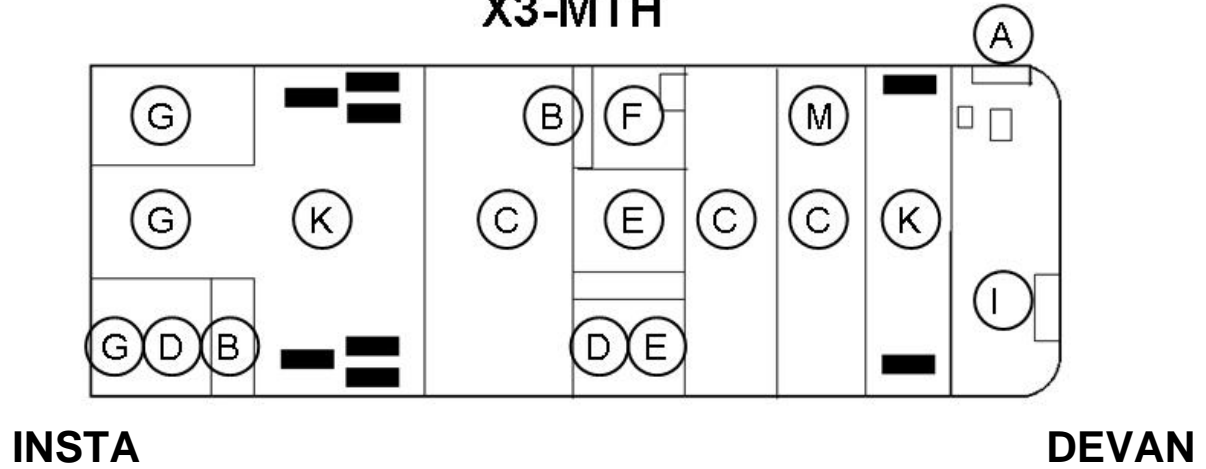 X3-MTH
A
G B F M
G K C E C C K
I
G D B D E
INSTA DEVAN